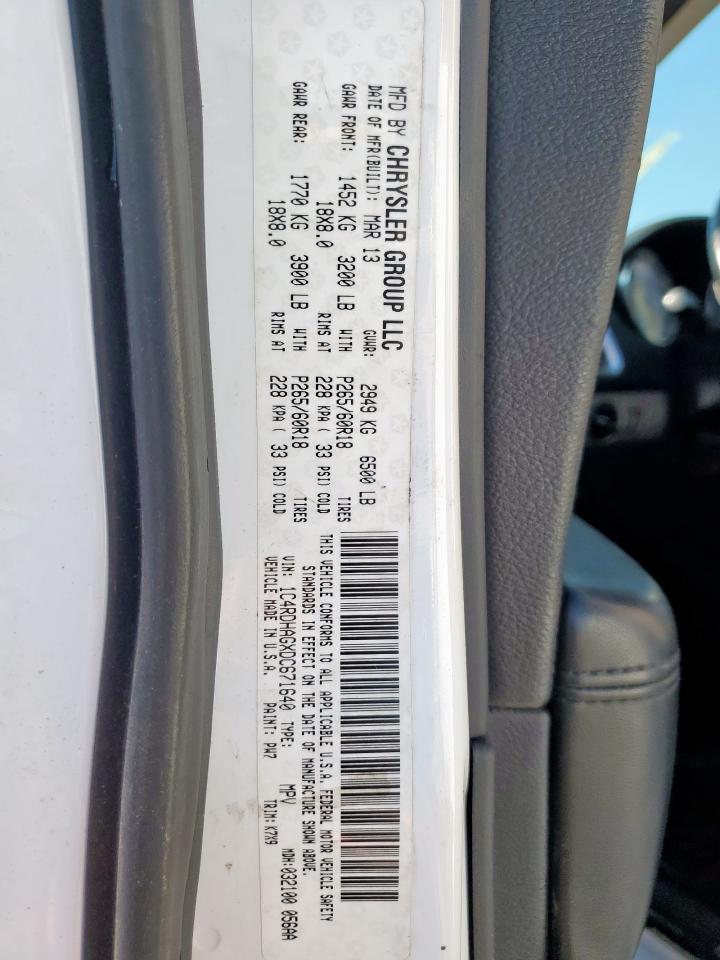 MFD BY CHRYSLER GROUP LLC
DATE OF MFR(BUILT): MAR 13 GVWR: 2949 KG 6500 LB
GAWR FRONT: 1452 KG 3200 LB WITH P265/60R18 TIRES
18X8.0 RIMS AT 228 KPA ( 33 PSI) COLD
GAWR REAR: 1770 KG 3900 LB WITH P265/60R18 TIRES
18X8.0 RIMS AT 228 KPA ( 33 PSI) COLD
THIS VEHICLE CONFORMS TO ALL APPLICABLE U.S.A. FEDERAL MOTOR VEHICLE SAFETY
STANDARDS IN EFFECT ON THE DATE OF MANUFACTURE SHOWN ABOVE.
VIN: 1C4RDHAGXDC671640 TYPE: MPV MDH:032100 056AA
VEHICLE MADE IN U.S.A. PAINT: PW7 TRIM:K7X9